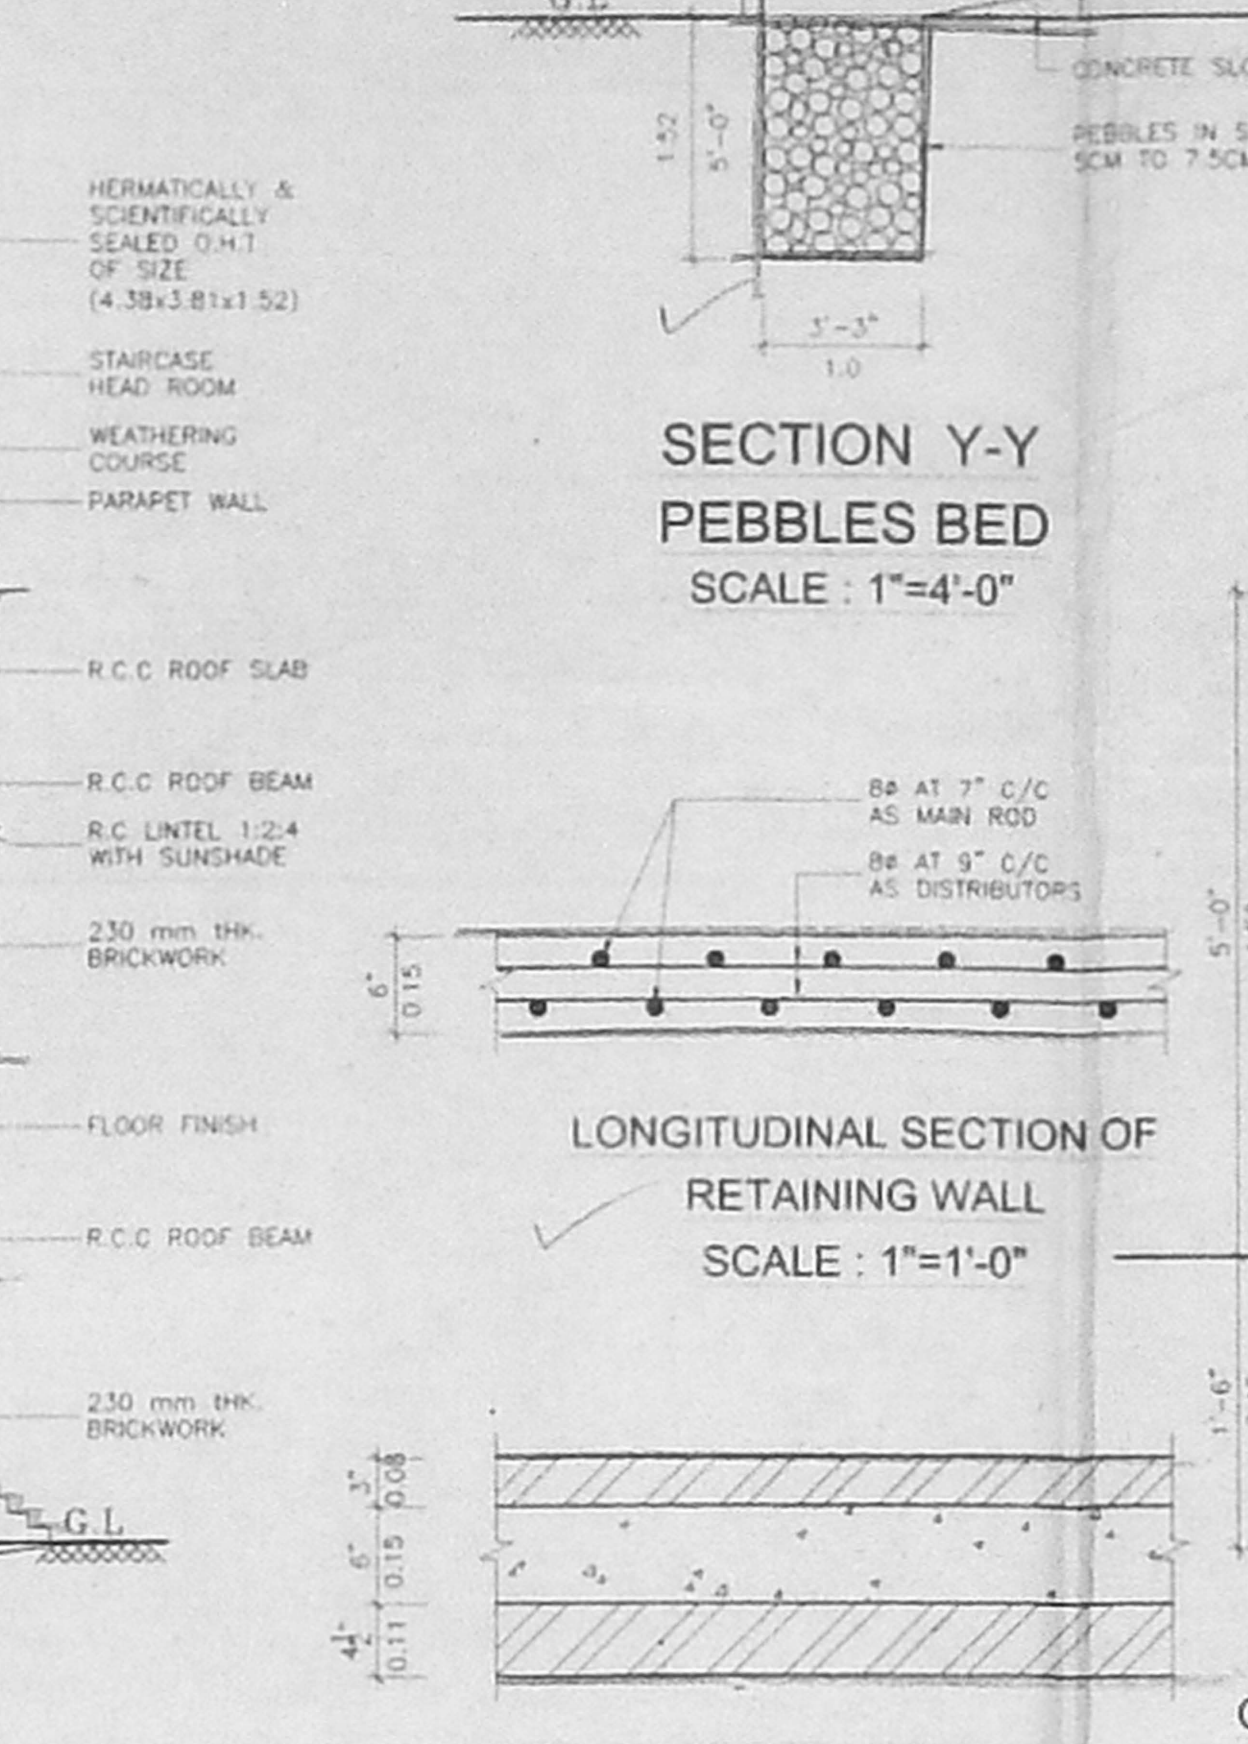 G.L
CONCRETE
PEBBLES IN
5CM TO 7.5CM
1.52
5'-0"
3'-3"
1.0
HERMATICALLY &
SCIENTIFICALLY
SEALED O.H.T
OF SIZE
(4.38x3.81x1.52)
STAIRCASE
HEAD ROOM
WEATHERING
COURSE
PARAPET WALL
SECTION Y-Y
PEBBLES BED
SCALE : 1"=4'-0"
R.C.C ROOF SLAB
R.C.C ROOF BEAM
R.C LINTEL 1:2:4
WITH SUNSHADE
230 mm tHK.
BRICKWORK
8ø AT 7" C/C
AS MAIN ROD
8ø AT 9" C/C
AS DISTRIBUTORS
6"
0.15
5'-0"
FLOOR FINISH
R.C.C ROOF BEAM
LONGITUDINAL SECTION OF
RETAINING WALL
SCALE : 1"=1'-0"
230 mm tHK.
BRICKWORK
G.L
1'-6"
3"
0.08
6"
0.15
4½"
0.11